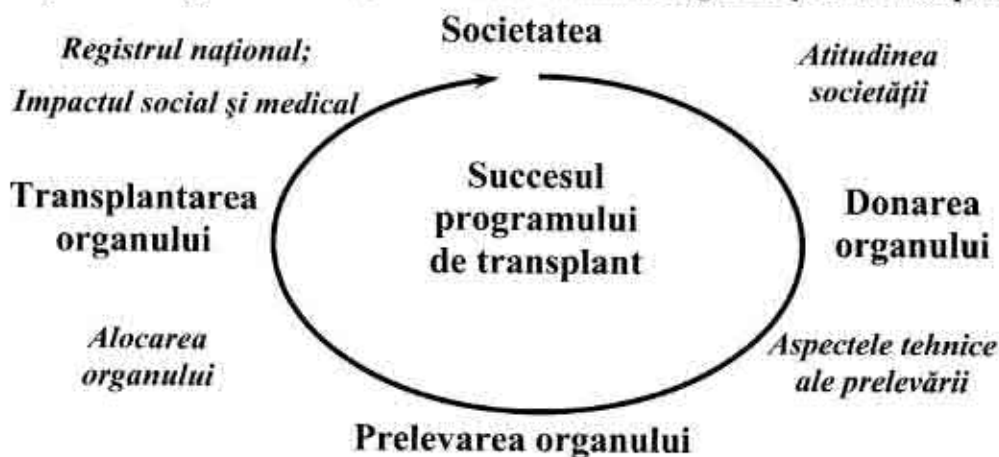 Societatea
Registrul național;
Impactul social și medical
Atitudinea
societății
Transplantarea
organului
Succesul
programului
de transplant
Donarea
organului
Alocarea
organului
Aspectele tehnice
ale prelevării
Prelevarea organului